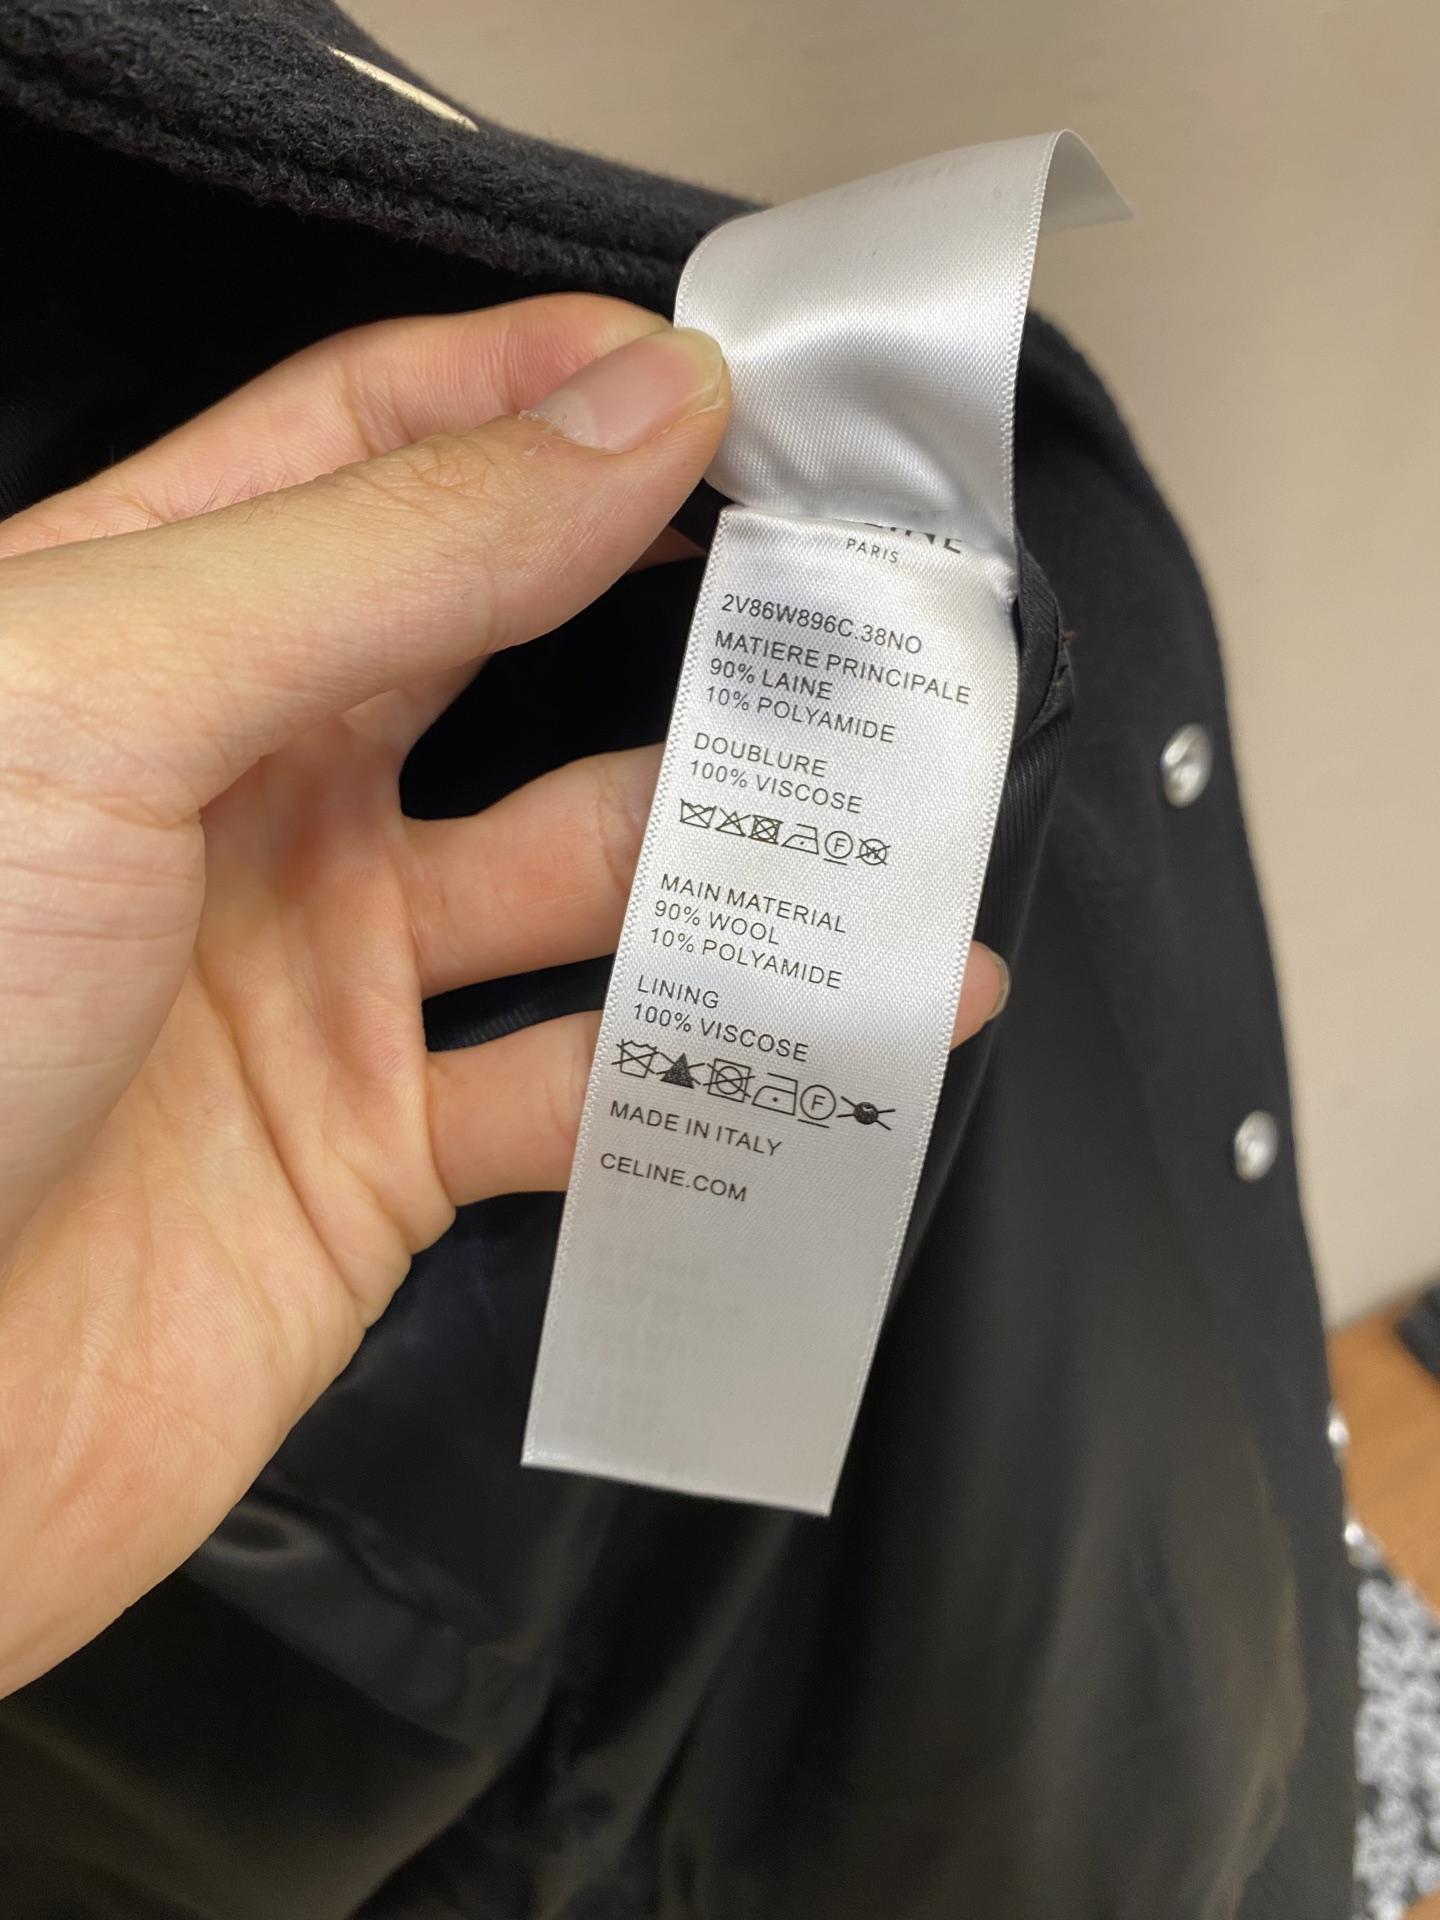 PARIS
2V86W896C.38NO
MATIERE PRINCIPALE
90% LAINE
10% POLYAMIDE
DOUBLURE
100% VISCOSE
F W
MAIN MATERIAL
90% WOOL
10% POLYAMIDE
LINING
100% VISCOSE
F
MADE IN ITALY
CELINE.COM